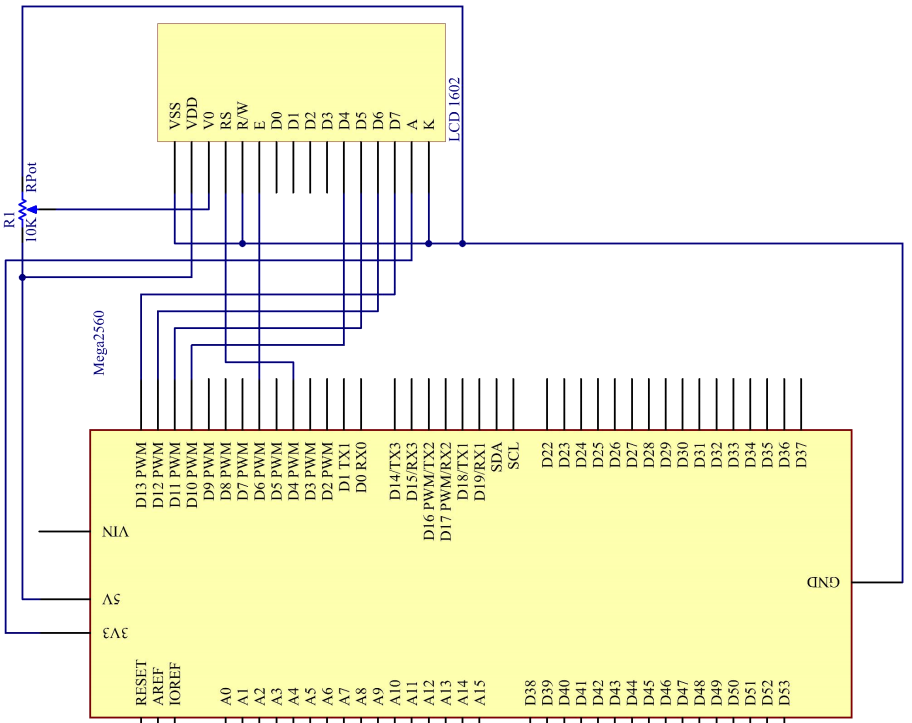 VSS
VDD
V0
RS
R/W
E
D0
D1
D2
D3
D4
D5
D6
D7
A
K
LCD 1602
R1
RPot
10K
Mega2560
D13 PWM
D12 PWM
D11 PWM
D10 PWM
D9 PWM
D8 PWM
D7 PWM
D6 PWM
D5 PWM
D4 PWM
D3 PWM
D2 PWM
D1 TX1
D0 RX0
D14/TX3
D15/RX3
D16 PWM/TX2
D17 PWM/RX2
D18/TX1
D19/RX1
SDA
SCL
D22
D23
D24
D25
D26
D27
D28
D29
D30
D31
D32
D33
D34
D35
D36
D37
VIN
5V
3V3
GND
RESET
AREF
IOREF
A0
A1
A2
A3
A4
A5
A6
A7
A8
A9
A10
A11
A12
A13
A14
A15
D38
D39
D40
D41
D42
D43
D44
D45
D46
D47
D48
D49
D50
D51
D52
D53